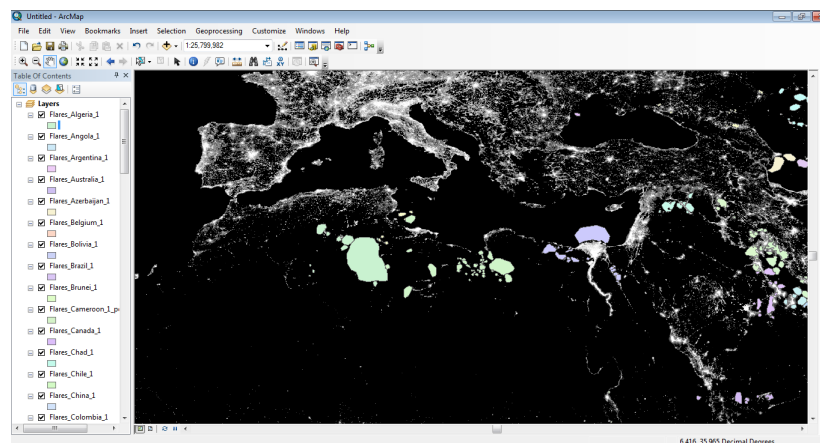 Untitled - ArcMap
File Edit View Bookmarks Insert Selection Geoprocessing Customize Windows Help
1:25,799,982
Table Of Contents
Layers
Flares_Algeria_1
Flares_Angola_1
Flares_Argentina_1
Flares_Australia_1
Flares_Azerbaijan_1
Flares_Belgium_1
Flares_Bolivia_1
Flares_Brazil_1
Flares_Brunei_1
Flares_Cameroon_1_p
Flares_Canada_1
Flares_Chad_1
Flares_Chile_1
Flares_China_1
Flares_Colombia_1
6.416 35.965 Decimal Degrees